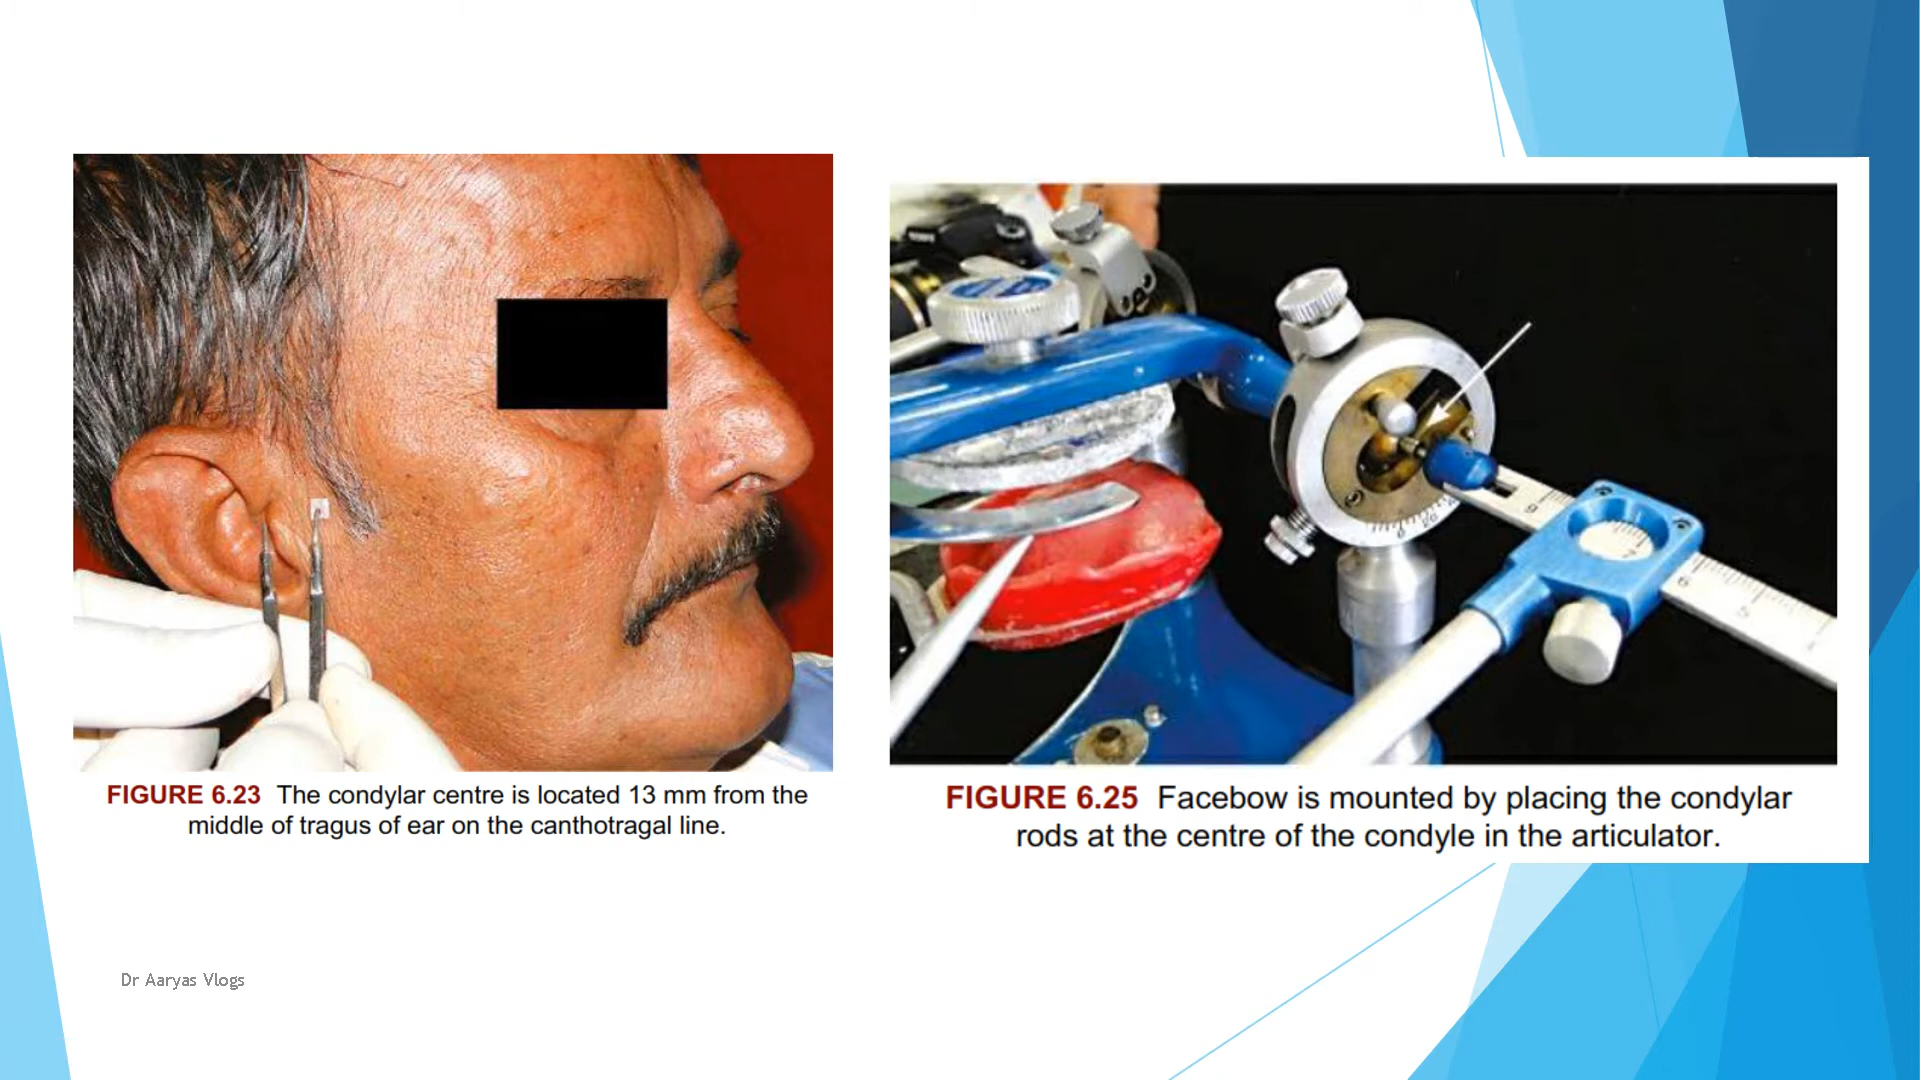 FIGURE 6.23 The condylar centre is located 13 mm from the
middle of tragus of ear on the canthotragal line.
FIGURE 6.25 Facebow is mounted by placing the condylar
rods at the centre of the condyle in the articulator.
Dr Aaryas Vlogs